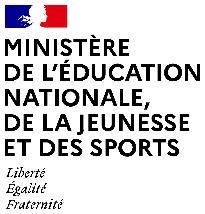 MINISTÈRE
DE L'ÉDUCATION
NATIONALE,
DE LA JEUNESSE
ET DES SPORTS
Liberté
Égalité
Fraternité